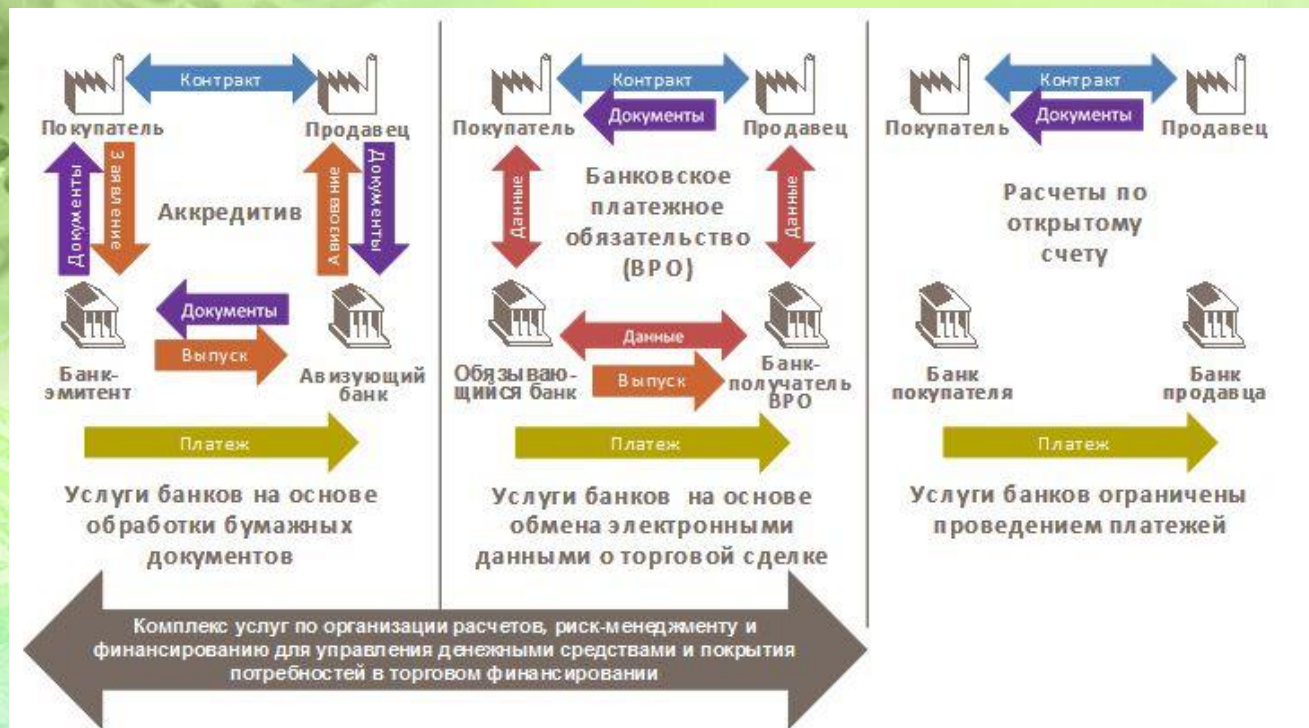 Контракт
Покупатель
Продавец
Документы
Заявление
Аккредитив
Авизование
Документы
Документы
Выпуск
Банк-
эмитент
Авизующий
банк
Платеж
Услуги банков на основе
обработки бумажных
документов
Контракт
Документы
Покупатель
Продавец
Данные
Банковское
платежное
обязательство
(ВРО)
Данные
Данные
Обязываю-
щийся банк
Выпуск
Банк-
получатель
ВРО
Платеж
Услуги банков на основе
обмена электронными
данными о торговой сделке
Контракт
Документы
Покупатель
Продавец
Расчеты по
открытому
счету
Банк
покупателя
Банк
продавца
Платеж
Услуги банков ограничены
проведением платежей
Комплекс услуг по организации расчетов, риск-менеджменту и
финансированию для управления денежными средствами и покрытия
потребностей в торговом финансировании